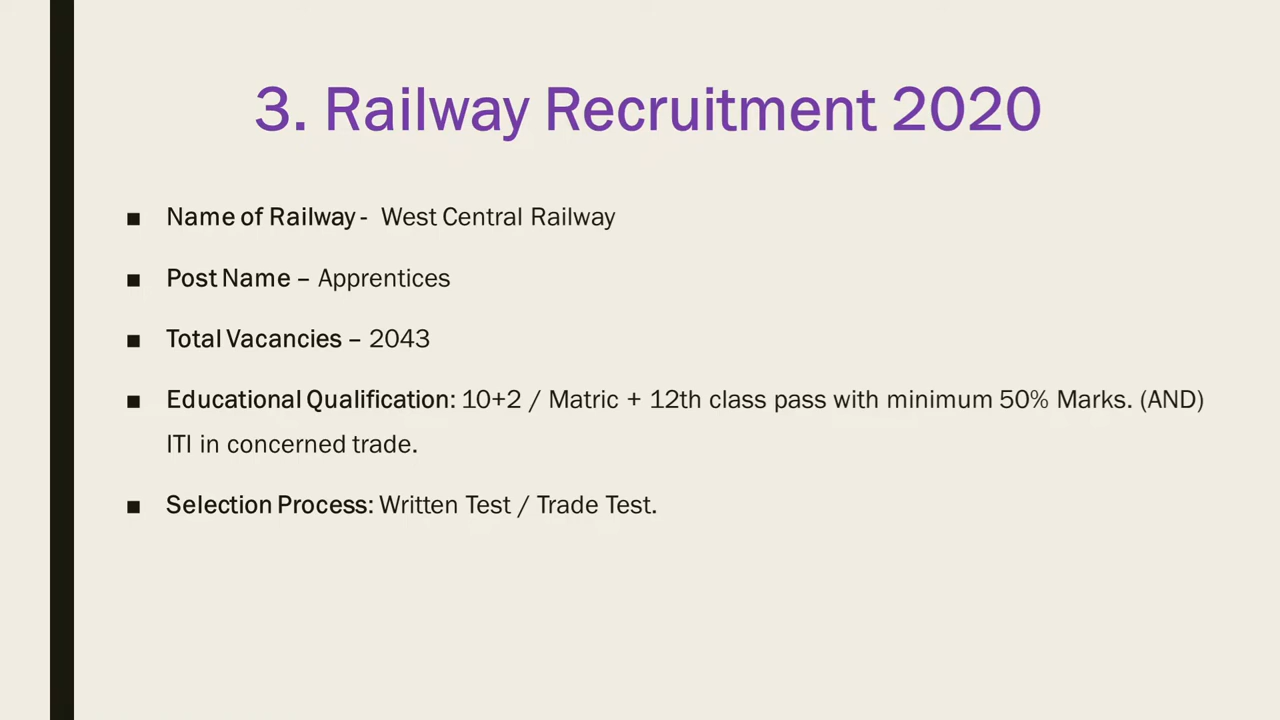 3. Railway Recruitment 2020
■ Name of Railway - West Central Railway
■ Post Name – Apprentices
■ Total Vacancies – 2043
■ Educational Qualification: 10+2 / Matric + 12th class pass with minimum 50% Marks. (AND)
ITI in concerned trade.
■ Selection Process: Written Test / Trade Test.